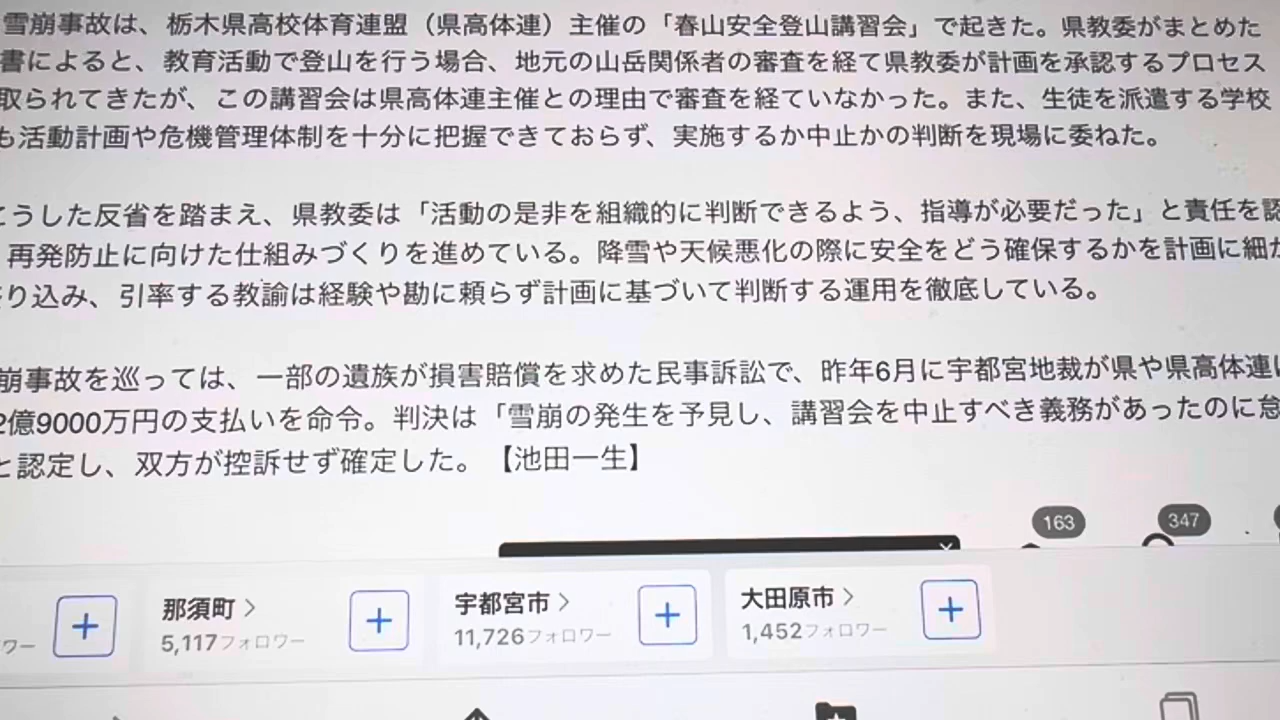 雪崩事故は、栃木県高校体育連盟（県高体連）主催の「春山安全登山講習会」で起きた。県教委がまとめた
書によると、教育活動で登山を行う場合、地元の山岳関係者の審査を経て県教委が計画を承認するプロセス
取られてきたが、この講習会は県高体連主催との理由で審査を経ていなかった。また、生徒を派遣する学校
も活動計画や危機管理体制を十分に把握できておらず、実施するか中止かの判断を現場に委ねた。
こうした反省を踏まえ、県教委は「活動の是非を組織的に判断できるよう、指導が必要だった」と責任を認
再発防止に向けた仕組みづくりを進めている。降雪や天候悪化の際に安全をどう確保するかを計画に細か
り込み、引率する教諭は経験や勘に頼らず計画に基づいて判断する運用を徹底している。
崩事故を巡っては、一部の遺族が損害賠償を求めた民事訴訟で、昨年6月に宇都宮地裁が県や県高体連に
2億9000万円の支払いを命令。判決は「雪崩の発生を予見し、講習会を中止すべき義務があったのに怠
と認定し、双方が控訴せず確定した。【池田一生】
163
347
ワー
那須町
5,117フォロワー
宇都宮市
11,726フォロワー
大田原市
1,452フォロワー